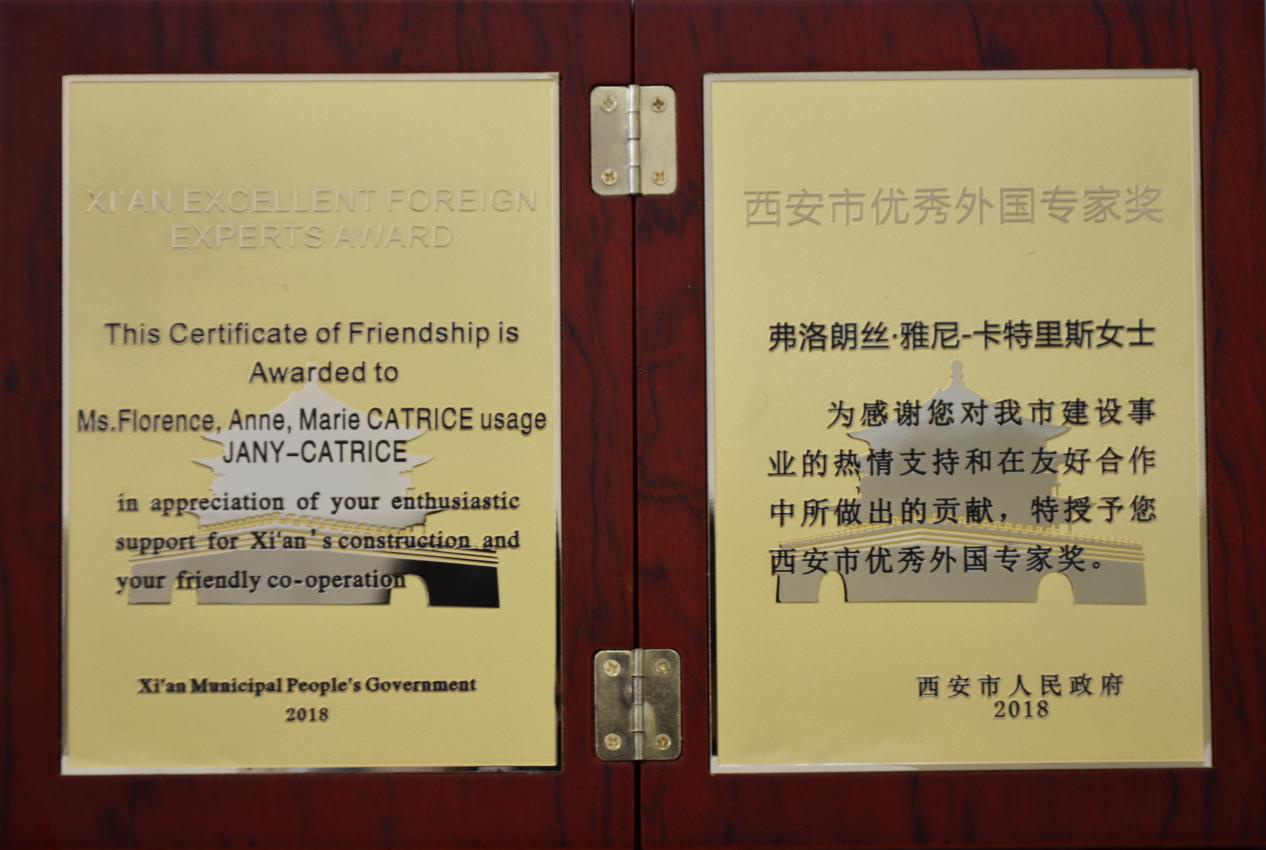 XI'AN EXCELLENT FOREIGN
EXPERTS AWARD
This Certificate of Friendship is
Awarded to
Ms.Florence, Anne, Marie CATRICE usage
JANY-CATRICE
in appreciation of your enthusiastic
support for Xi'an's construction and
your friendly co-operation
Xi'an Municipal People's Government
2018
西安市优秀外国专家奖
弗洛朗丝·雅尼-卡特里斯女士
为感谢您对我市建设事
业的热情支持和在友好合作
中所做出的贡献，特授予您
西安市优秀外国专家奖。
西安市人民政府
2018